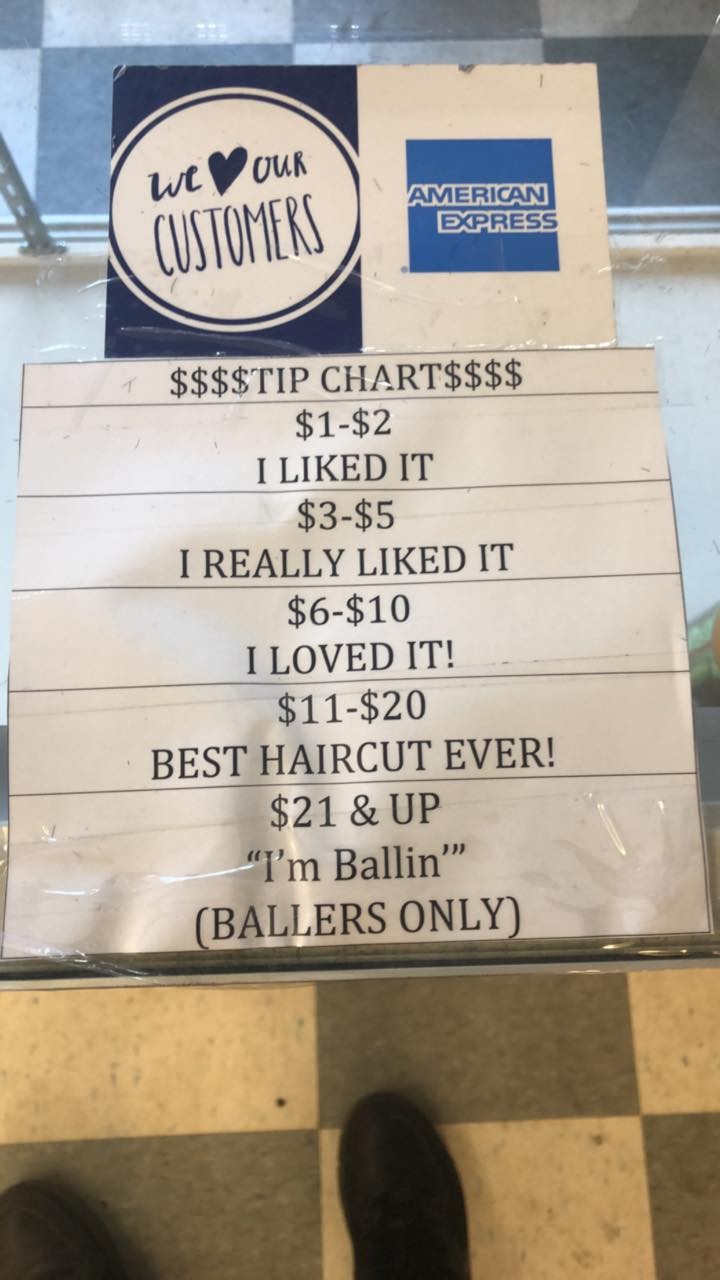 WE ♥ OUR
CUSTOMERS
AMERICAN
EXPRESS
$$$$TIP CHART$$$$
$1-$2
I LIKED IT
$3-$5
I REALLY LIKED IT
$6-$10
I LOVED IT!
$11-$20
BEST HAIRCUT EVER!
$21 & UP
“I’m Ballin’”
(BALLERS ONLY)